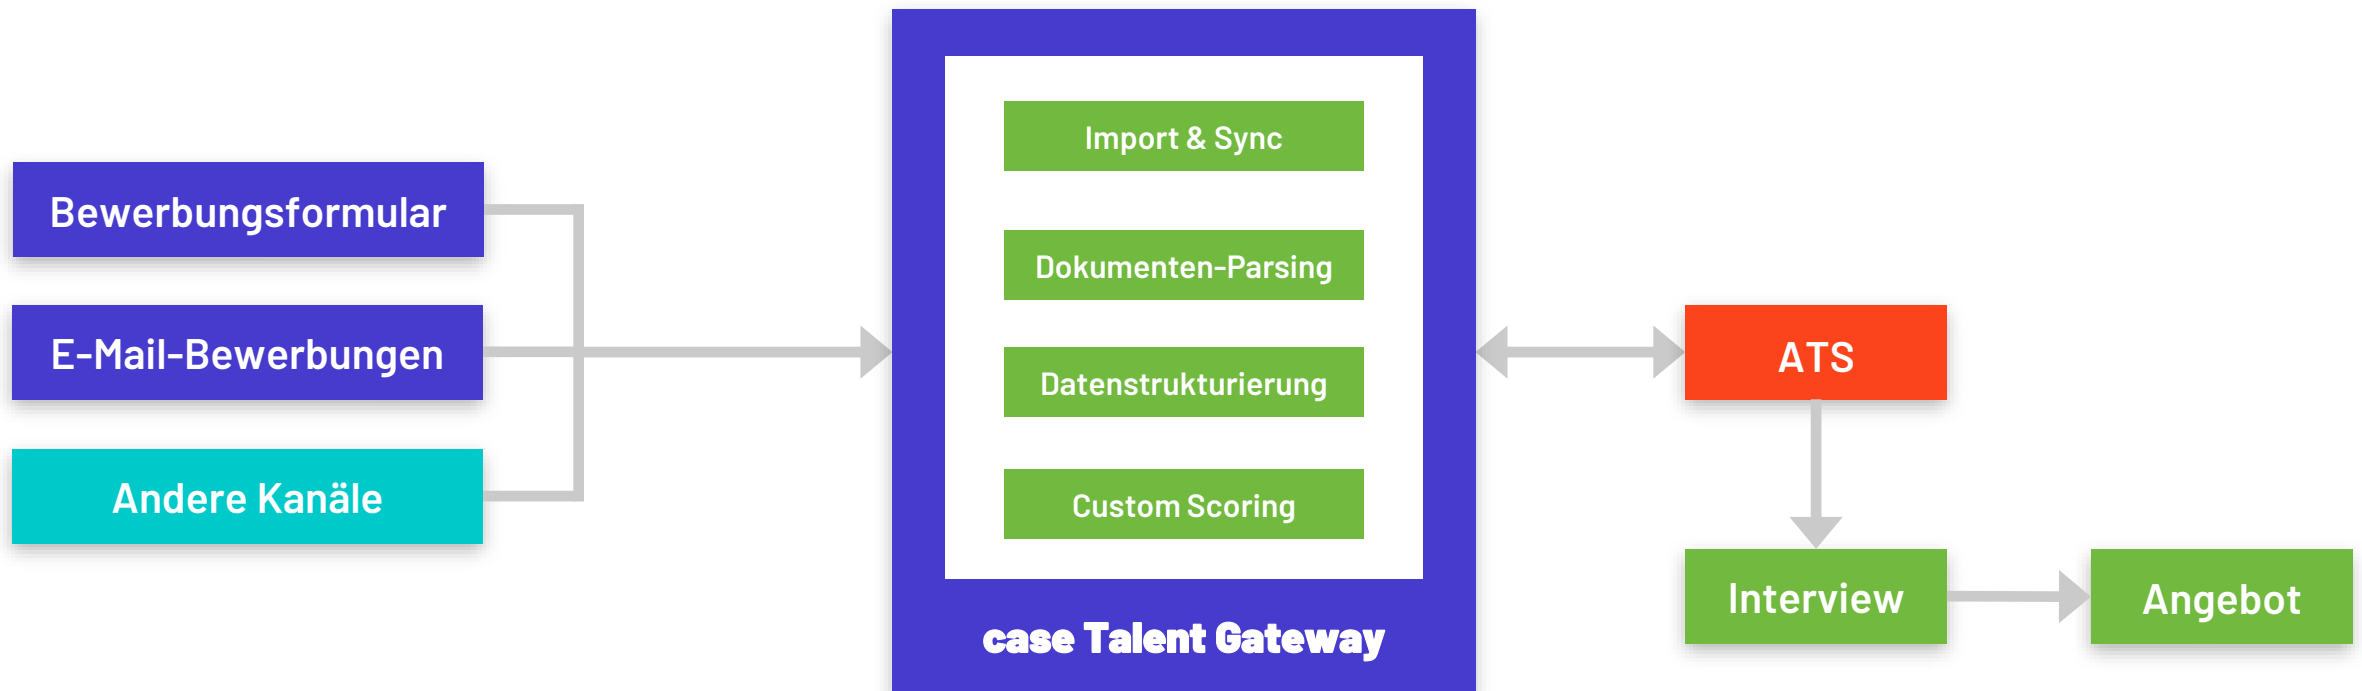 Bewerbungsformular
E-Mail-Bewerbungen
Andere Kanäle
Import & Sync
Dokumenten-Parsing
Datenstrukturierung
Custom Scoring
case Talent Gateway
ATS
Interview
Angebot